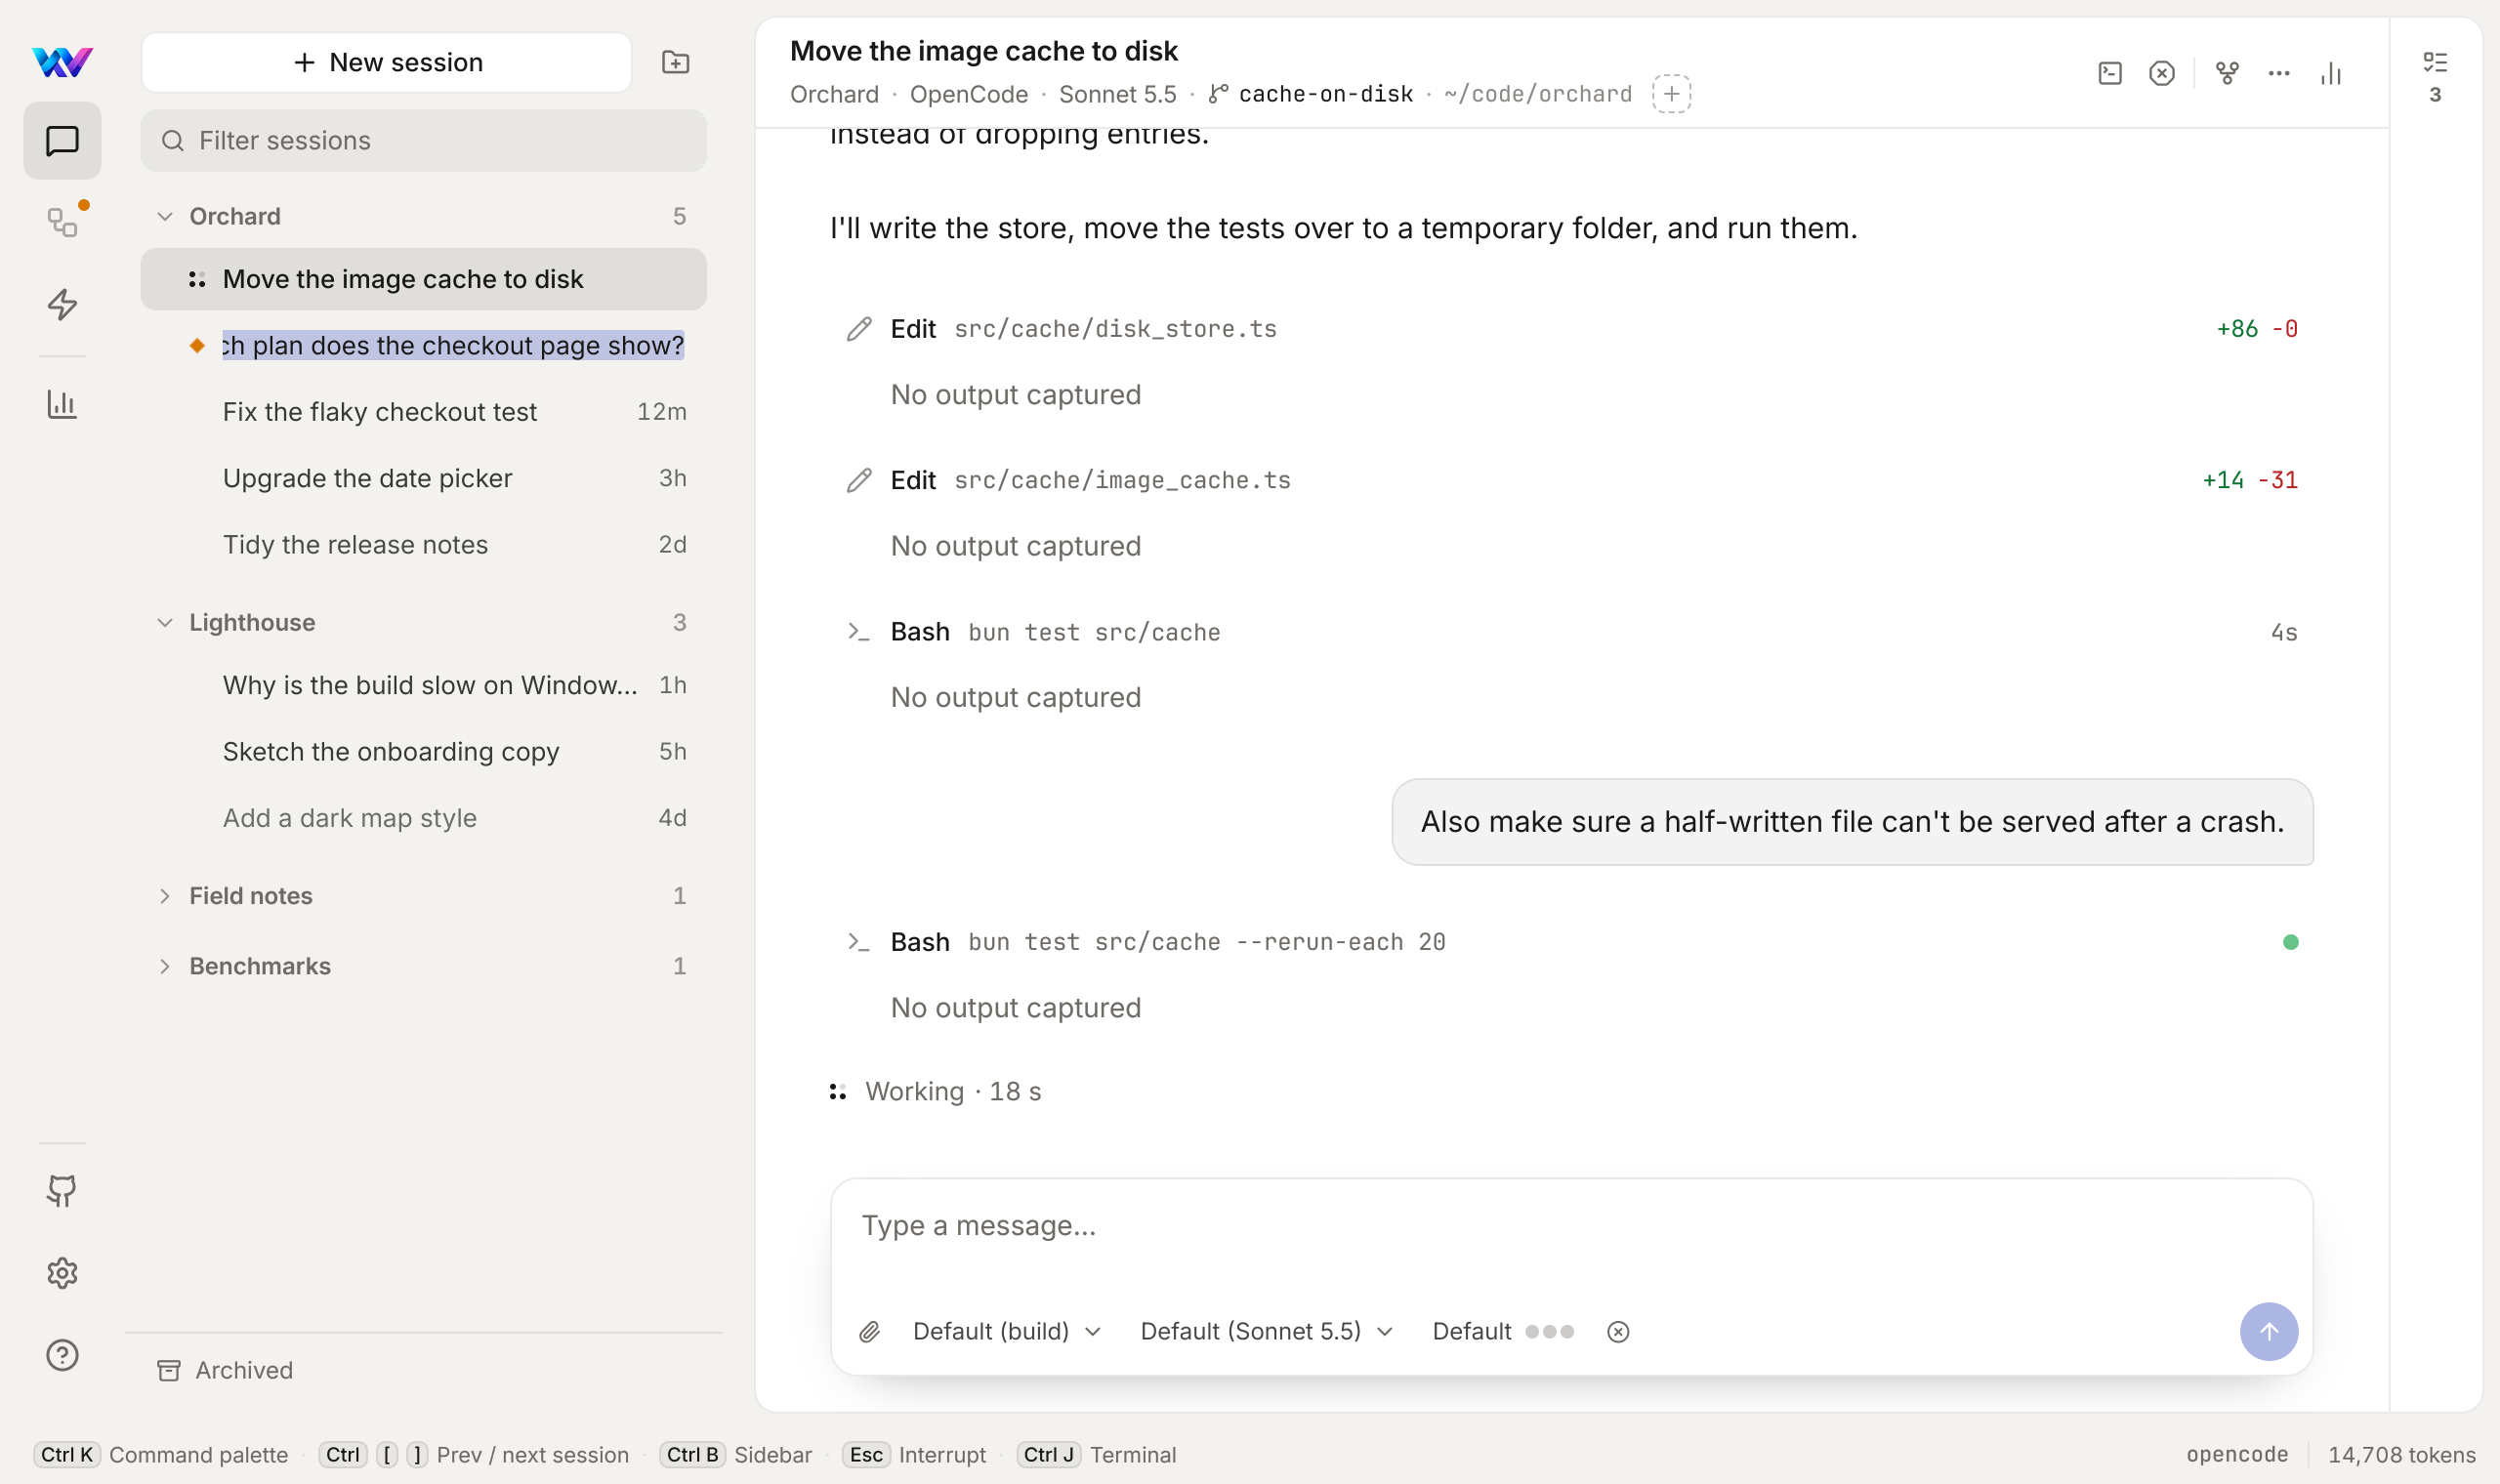 New session
Filter sessions
Orchard 5
Move the image cache to disk
ch plan does the checkout page show?
Fix the flaky checkout test 12m
Upgrade the date picker 3h
Tidy the release notes 2d
Lighthouse 3
Why is the build slow on Window... 1h
Sketch the onboarding copy 5h
Add a dark map style 4d
Field notes 1
Benchmarks 1
Archived
Move the image cache to disk
Orchard · OpenCode · Sonnet 5.5 · cache-on-disk · ~/code/orchard
3
instead of dropping entries.
I'll write the store, move the tests over to a temporary folder, and run them.
Edit src/cache/disk_store.ts +86 -0
No output captured
Edit src/cache/image_cache.ts +14 -31
No output captured
Bash bun test src/cache 4s
No output captured
Also make sure a half-written file can't be served after a crash.
Bash bun test src/cache --rerun-each 20
No output captured
Working · 18 s
Type a message...
Default (build) Default (Sonnet 5.5) Default
Ctrl K Command palette · Ctrl [ ] Prev / next session · Ctrl B Sidebar · Esc Interrupt · Ctrl J Terminal
opencode 14,708 tokens